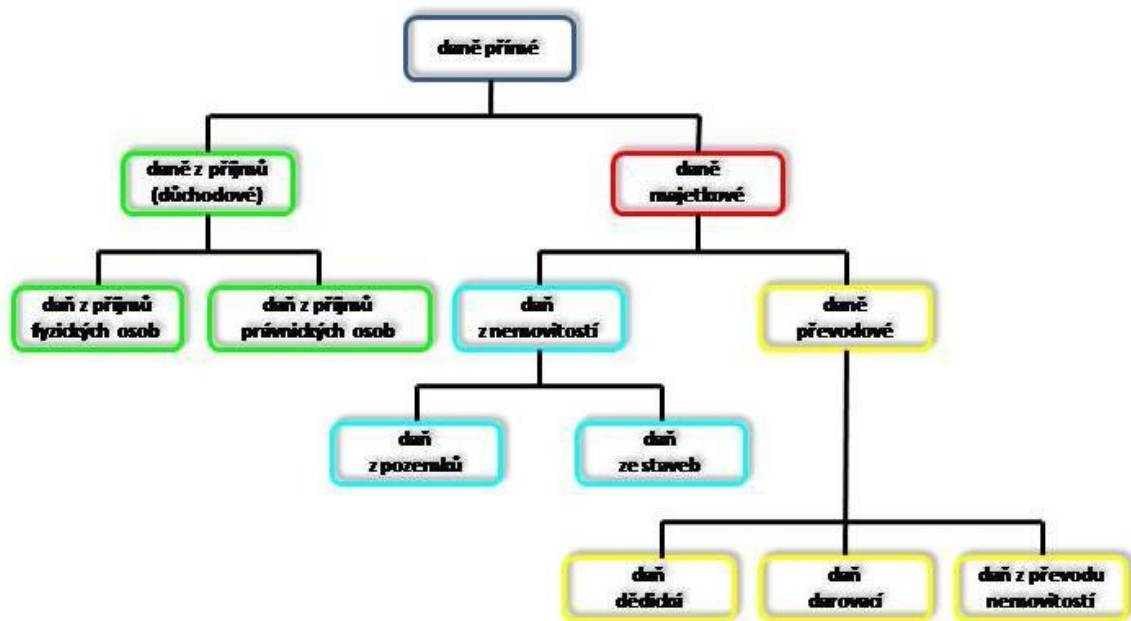 daně přímé
daně z příjmů
(důchodové)
daně
majetkové
daň z příjmů
fyzických osob
daň z příjmů
právnických osob
daň
z nemovitostí
daně
převodové
daň
z pozemků
daň
ze staveb
daň
dědická
daň
darovací
daň z převodu
nemovitostí